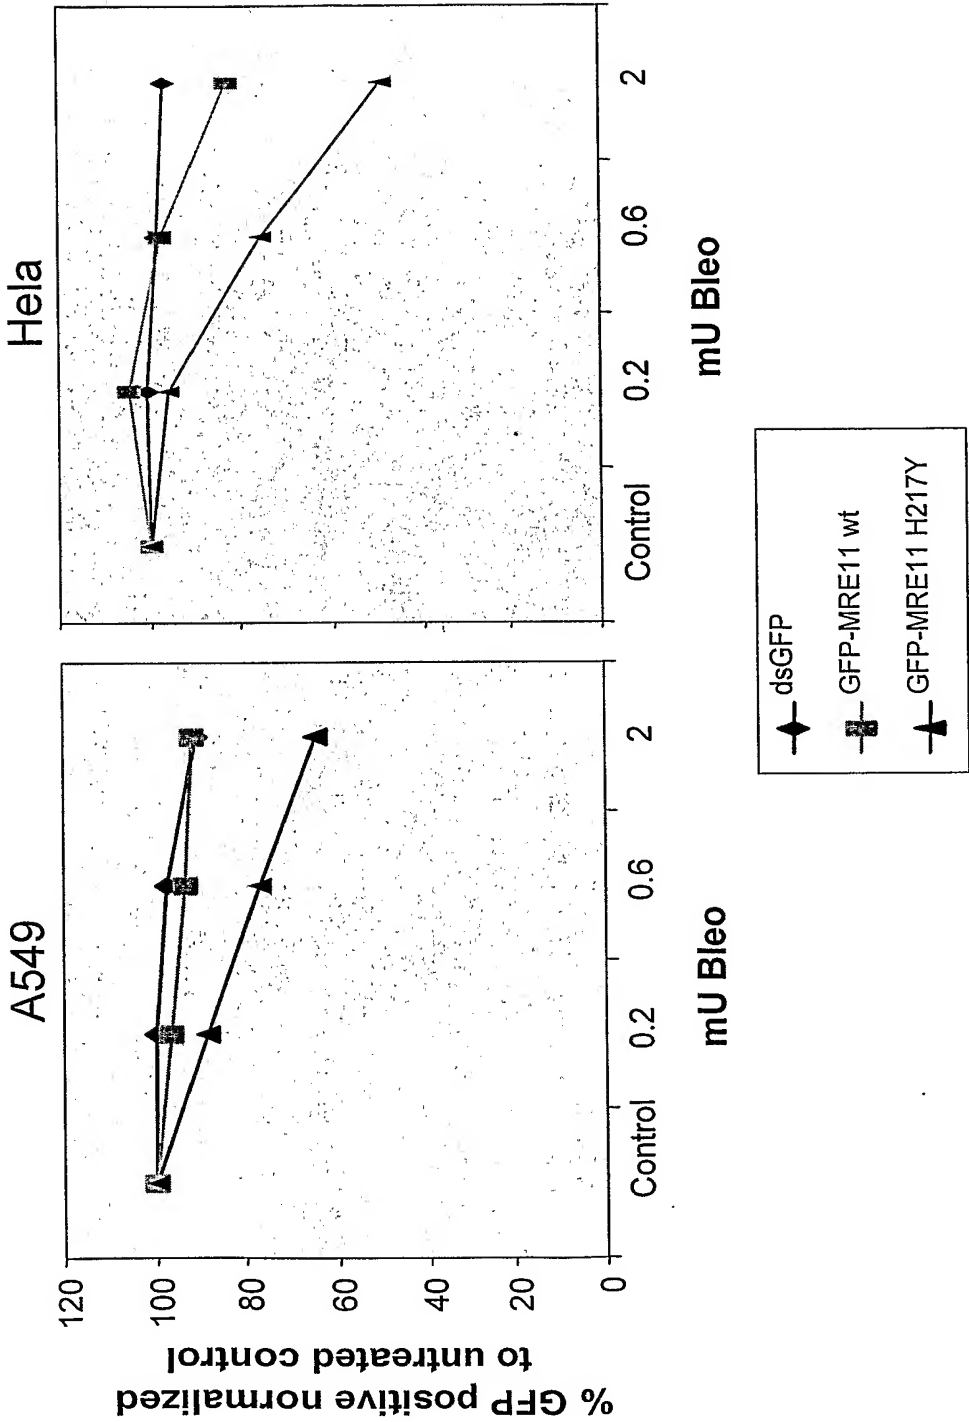 A549
Hela
% GFP positive normalized
to untreated control
120
100
80
60
40
20
0
Control
0.2
0.6
2
mU Bleo
Control
0.2
0.6
2
mU Bleo
dsGFP
GFP-MRE11 wt
GFP-MRE11 H217Y